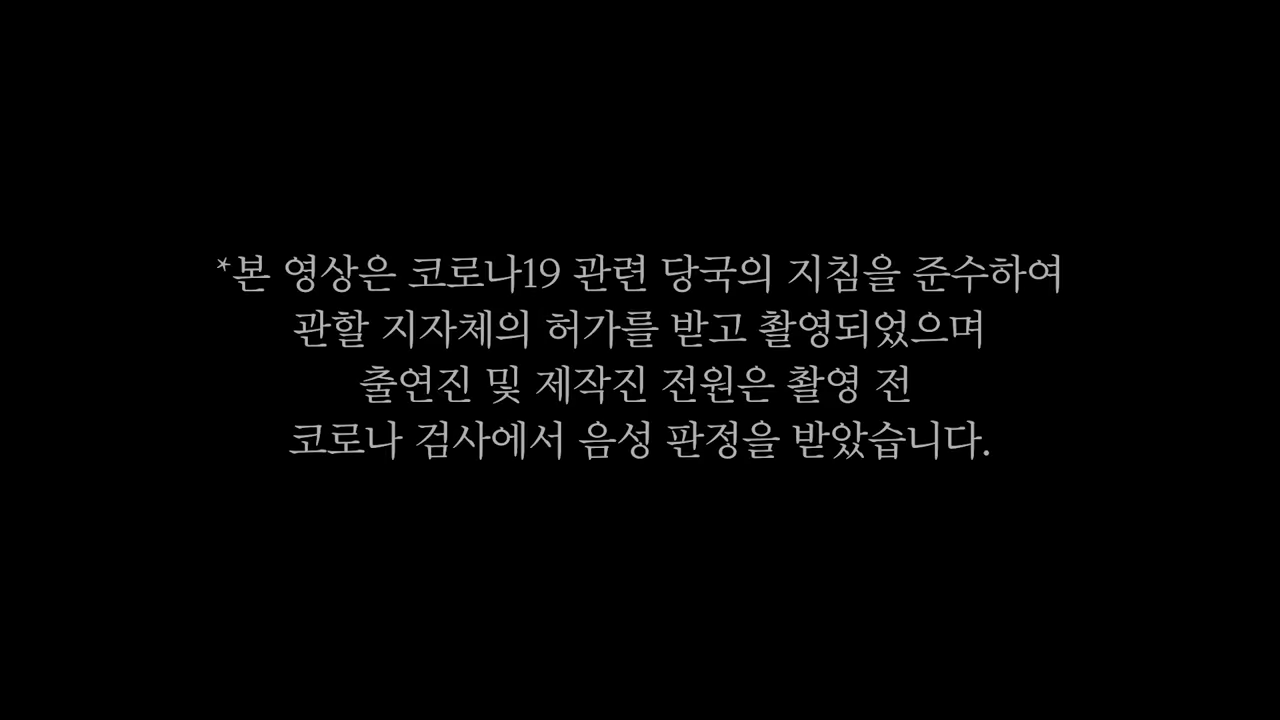 *본 영상은 코로나19 관련 당국의 지침을 준수하여
관할 지자체의 허가를 받고 촬영되었으며
출연진 및 제작진 전원은 촬영 전
코로나 검사에서 음성 판정을 받았습니다.